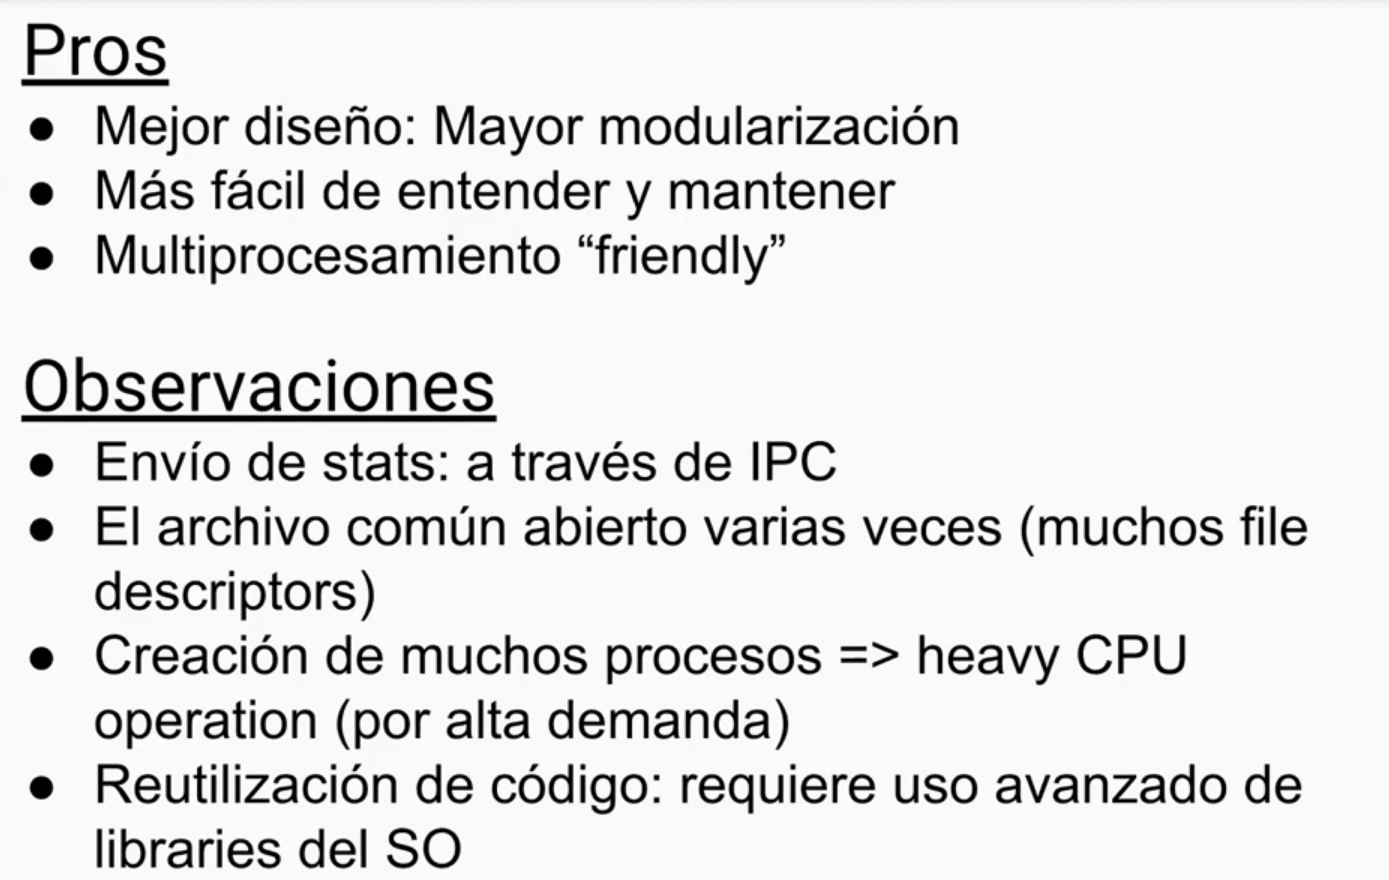 Pros
● Mejor diseño: Mayor modularización
● Más fácil de entender y mantener
● Multiprocesamiento “friendly”
Observaciones
● Envío de stats: a través de IPC
● El archivo común abierto varias veces (muchos file
descriptors)
● Creación de muchos procesos => heavy CPU
operation (por alta demanda)
● Reutilización de código: requiere uso avanzado de
libraries del SO